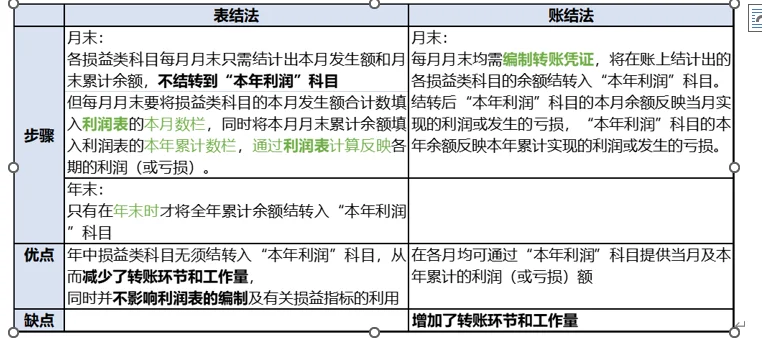 表结法 账结法
步骤
月末：
各损益类科目每月月末只需结计出本月发生额和月
末累计余额，不结转到“本年利润”科目
但每月月末要将损益类科目的本月发生额合计数填
入利润表的本月数栏，同时将本月月末累计余额填
入利润表的本年累计数栏，通过利润表计算反映各
期的利润（或亏损）。
月末：
每月月末均需编制转账凭证，将在账上结计出的
各损益类科目的余额结转入“本年利润”科目。
结转后“本年利润”科目的本月余额反映当月实
现的利润或发生的亏损，“本年利润”科目的本
年余额反映本年累计实现的利润或发生的亏损。
年末：
只有在年末时才将全年累计余额结转入“本年利润
”科目
优点
年中损益类科目无须结转入“本年利润”科目，从
而减少了转账环节和工作量，
同时并不影响利润表的编制及有关损益指标的利用
在各月均可通过“本年利润”科目提供当月及本
年累计的利润（或亏损）额
缺点
增加了转账环节和工作量